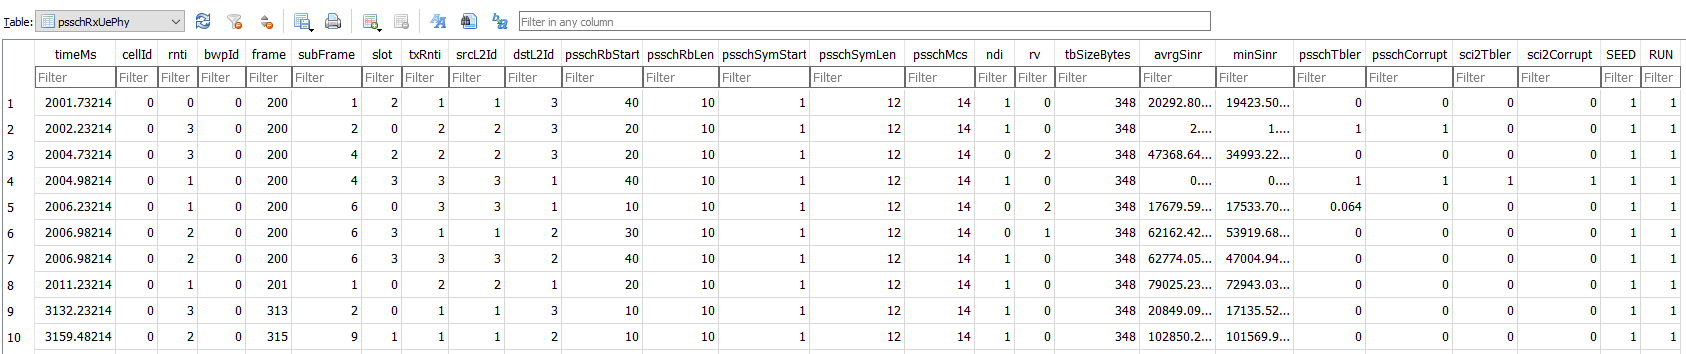 Table: psschRxUePhy Filter in any column
timeMs cellId rnti bwpId frame subFrame slot txRnti srcL2Id dstL2Id psschRbStart psschRbLen psschSymStart psschSymLen psschMcs ndi rv tbSizeBytes avrgSinr minSinr psschTbler psschCorrupt sci2Tbler sci2Corrupt SEED RUN
Filter Filter Filter Filter Filter Filter Filter Filter Filter Filter Filter Filter Filter Filter Filter Filter Filter Filter Filter Filter Filter Filter Filter Filter Filter Filter
1 2001.73214 0 0 0 200 1 2 1 1 3 40 10 1 12 14 1 0 348 20292.80... 19423.50... 0 0 0 0 1 1
2 2002.23214 0 3 0 200 2 0 2 2 3 20 10 1 12 14 1 0 348 2.... 1.... 1 1 0 0 1 1
3 2004.73214 0 3 0 200 4 2 2 2 3 20 10 1 12 14 0 2 348 47368.64... 34993.22... 0 0 0 0 1 1
4 2004.98214 0 1 0 200 4 3 3 3 1 40 10 1 12 14 1 0 348 0.... 0.... 1 1 1 1 1 1
5 2006.23214 0 1 0 200 6 0 3 3 1 10 10 1 12 14 0 2 348 17679.59... 17533.70... 0.064 0 0 0 1 1
6 2006.98214 0 2 0 200 6 3 1 1 2 30 10 1 12 14 0 1 348 62162.42... 53919.68... 0 0 0 0 1 1
7 2006.98214 0 2 0 200 6 3 3 3 2 40 10 1 12 14 1 0 348 62774.05... 47004.94... 0 0 0 0 1 1
8 2011.23214 0 1 0 201 1 0 2 2 1 20 10 1 12 14 1 0 348 79025.23... 72943.03... 0 0 0 0 1 1
9 3132.23214 0 3 0 313 2 0 1 1 3 10 10 1 12 14 1 0 348 20849.09... 17135.52... 0 0 0 0 1 1
10 3159.48214 0 2 0 315 9 1 1 1 2 10 10 1 12 14 1 0 348 102850.2... 101569.9... 0 0 0 0 1 1